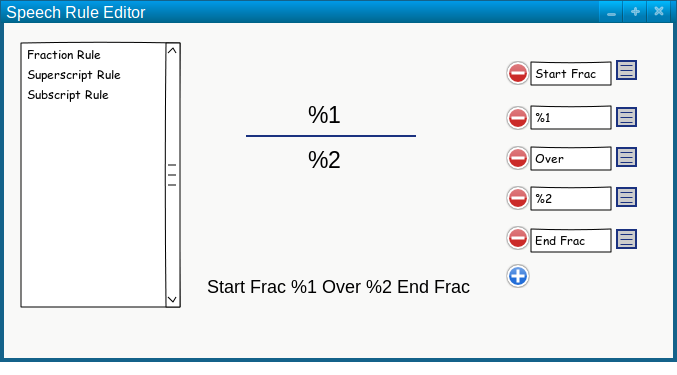 Speech Rule Editor
Fraction Rule
Superscript Rule
Subscript Rule
%1
%2
Start Frac %1 Over %2 End Frac
Start Frac
%1
Over
%2
End Frac